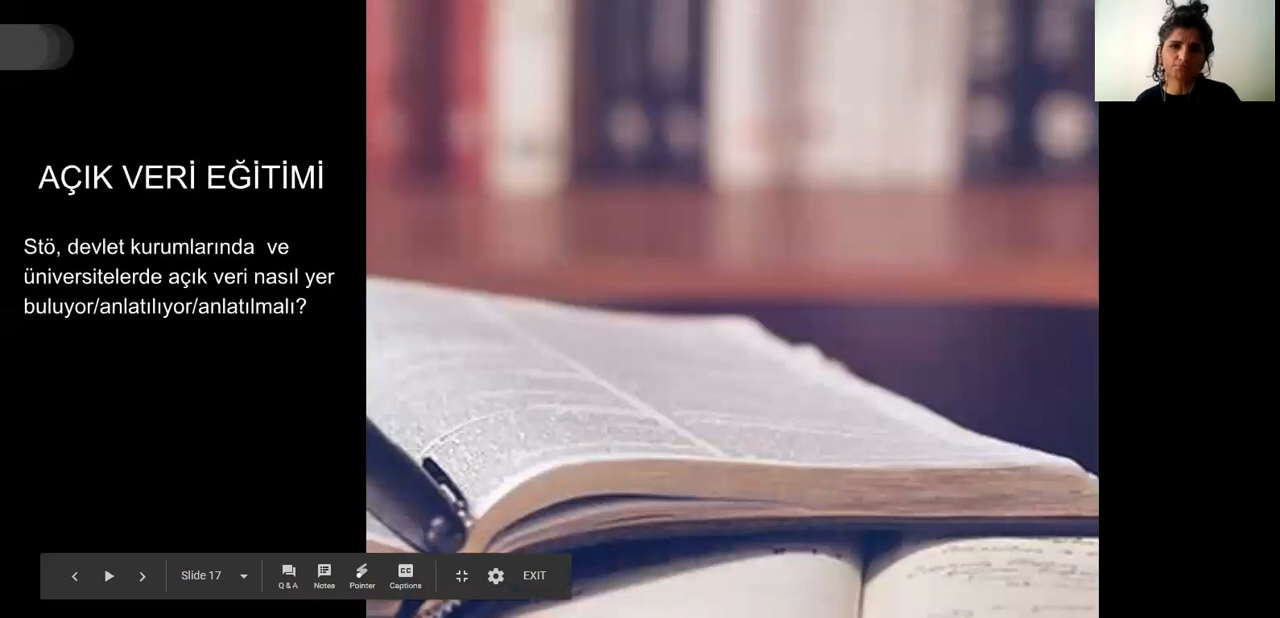 AÇIK VERİ EĞİTİMİ
Stö, devlet kurumlarında  ve
üniversitelerde açık veri nasıl yer
buluyor/anlatılıyor/anlatılmalı?
Slide 17
Q & A
Notes
Pointer
CC
Captions
EXIT